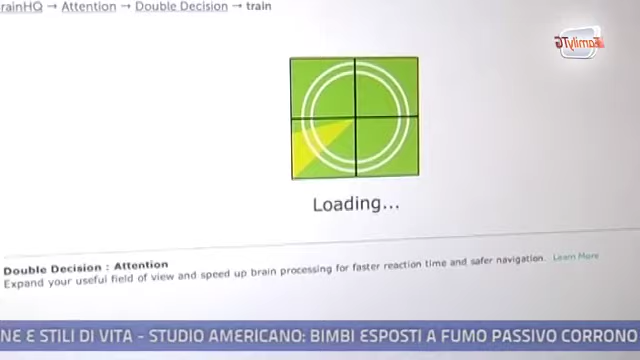 rainHQ → Attention → Double Decision → train
FamilyTG
Loading...
Double Decision : Attention
Expand your useful field of view and speed up brain processing for faster reaction time and safer navigation. Learn More
NE E STILI DI VITA - STUDIO AMERICANO: BIMBI ESPOSTI A FUMO PASSIVO CORRONO